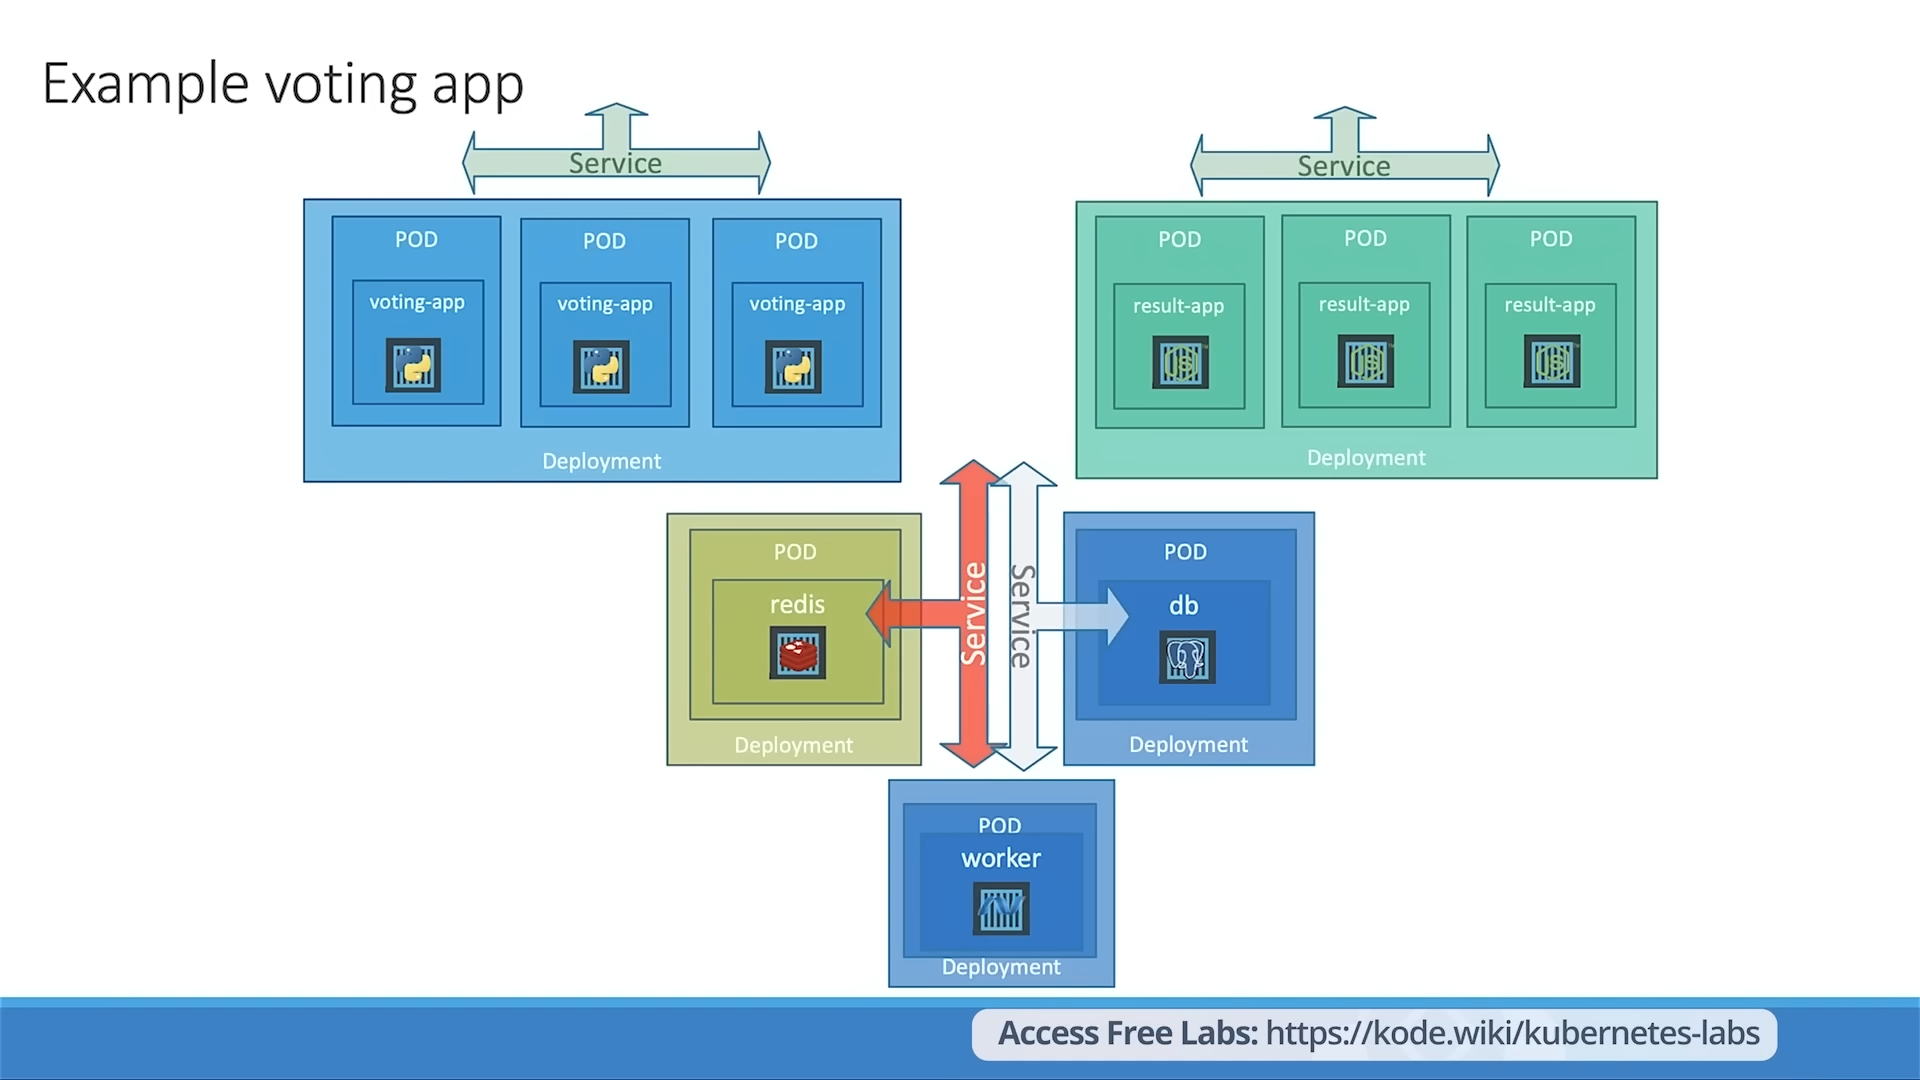 Example voting app
Service
Service
POD
POD
POD
voting-app
voting-app
voting-app
Deployment
POD
POD
POD
result-app
result-app
result-app
Deployment
POD
redis
Deployment
Service
Service
POD
db
Deployment
POD
worker
Deployment
Access Free Labs: https://kode.wiki/kubernetes-labs